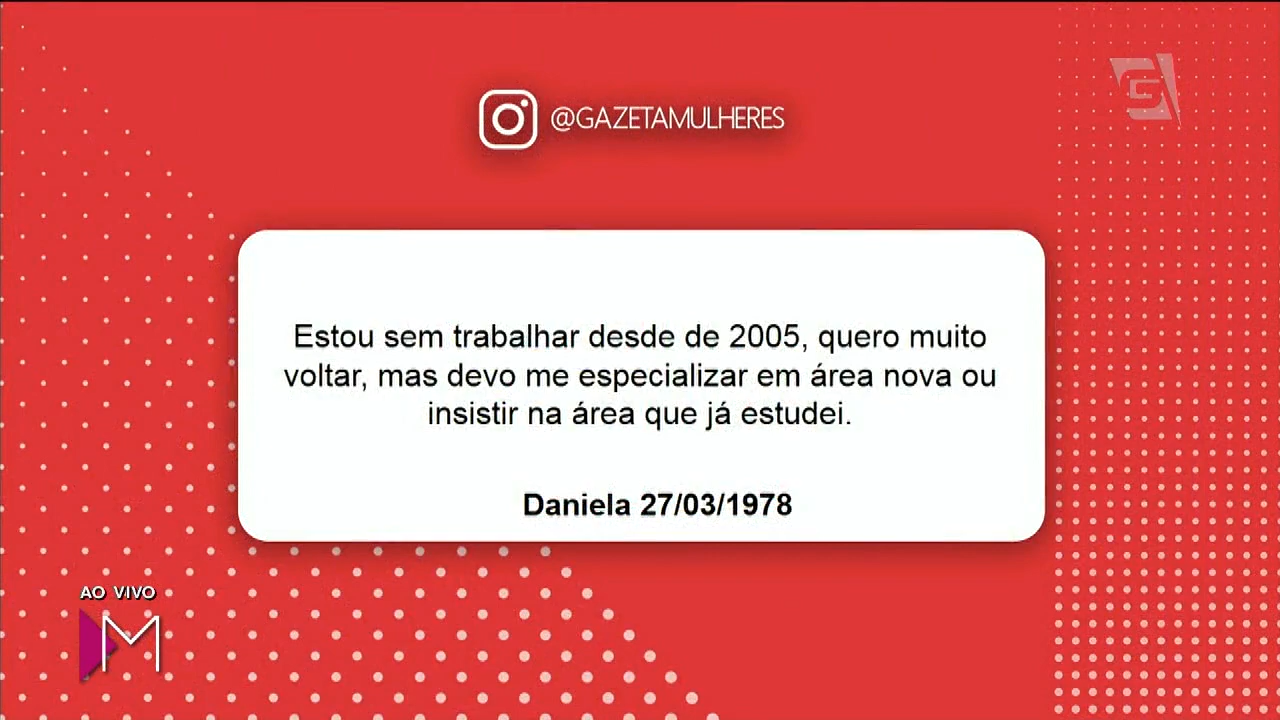 @GAZETAMULHERES
G
Estou sem trabalhar desde de 2005, quero muito
voltar, mas devo me especializar em área nova ou
insistir na área que já estudei.
Daniela 27/03/1978
AO VIVO
M